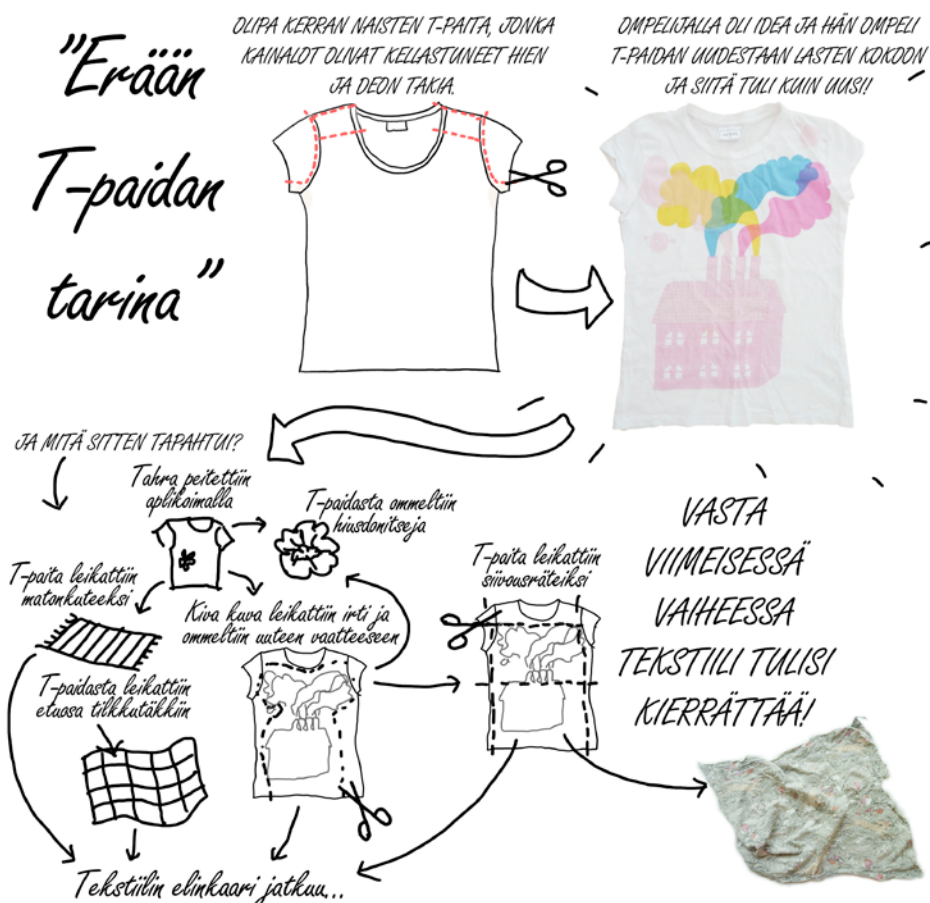 "Erään
T-paidan
tarina"
OLIPA KERRAN NAISTEN T-PAITA, JONKA
KAINALOT OLIVAT KELLASTUNEET HIEN
JA DEON TAKIA.
OMPELIJALLA OLI IDEA JA HÄN OMPELI
T-PAIDAN UUDESTAAN LASTEN KOKOON
JA SIITÄ TULI KUIN UUSI!
JA MITÄ SITTEN TAPAHTUI?
Tahra peitettiin
aplikoimalla
T-paidasta ommeltiin
hiusdonitseja
T-paita leikattiin
matonkuteeksi
Kiva kuva leikattiin irti ja
ommeltiin uuteen vaatteeseen
T-paita leikattiin
siivousräteiksi
T-paidasta leikattiin
etuosa tilkkutäkkiin
Tekstiilin elinkaari jatkuu...
VASTA
VIIMEISESSÄ
VAIHEESSA
TEKSTIILI TULISI
KIERRÄTTÄÄ!